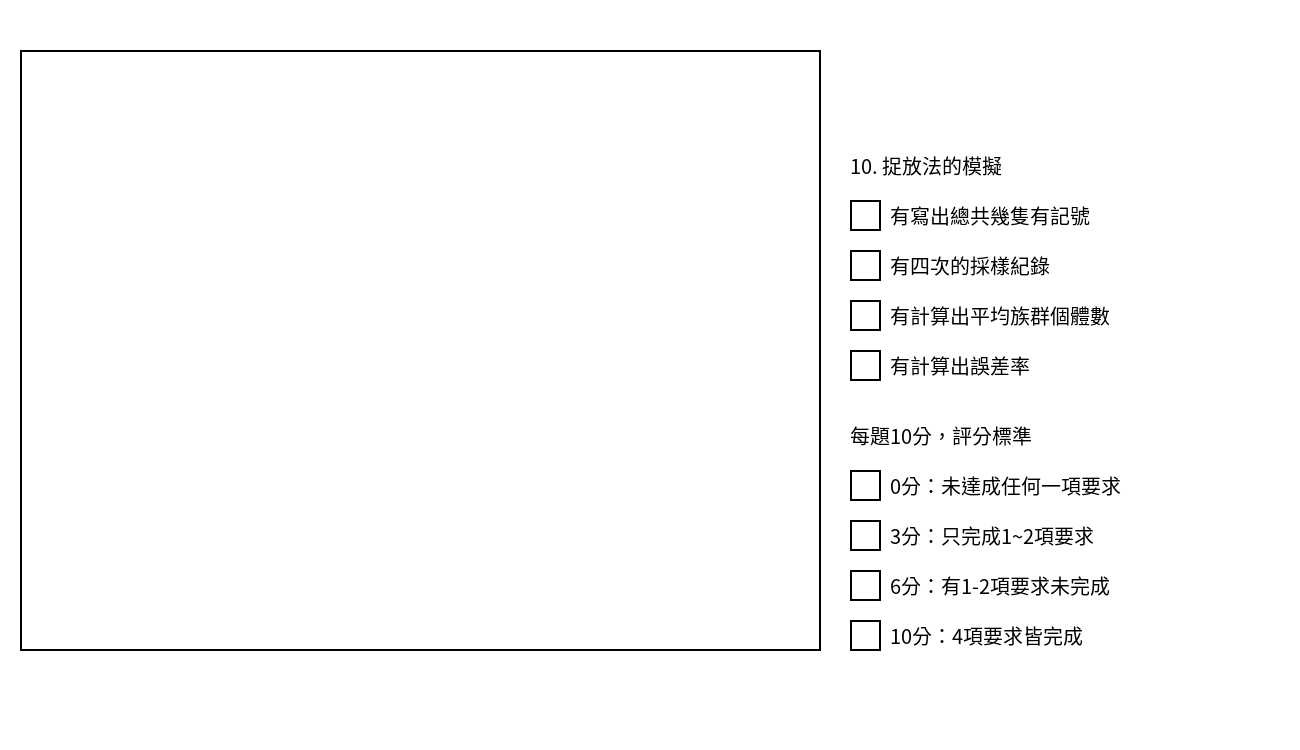 10. 捉放法的模擬
有寫出總共幾隻有記號
有四次的採樣紀錄
有計算出平均族群個體數
有計算出誤差率
每題10分，評分標準
0分：未達成任何一項要求
3分：只完成1~2項要求
6分：有1-2項要求未完成
10分：4項要求皆完成